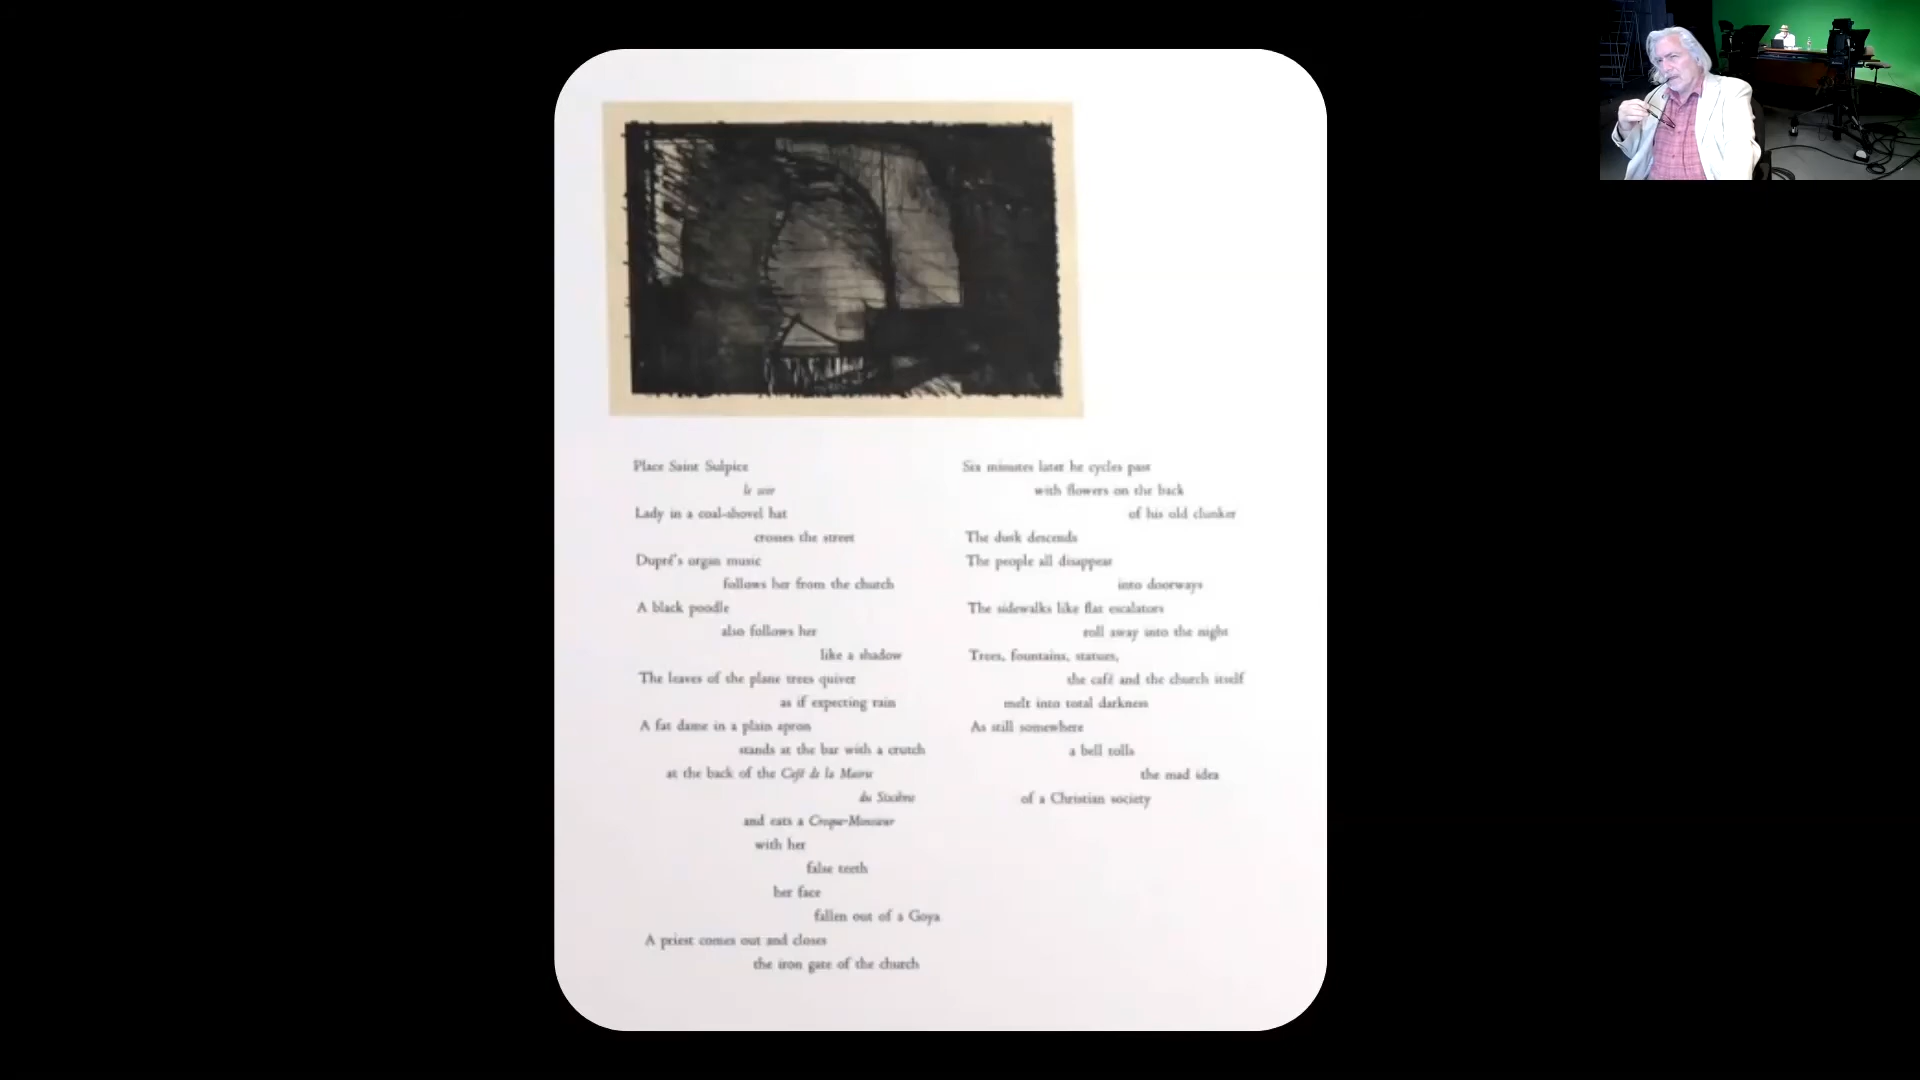 Place Saint Sulpice
le soir
Lady in a coal-shovel hat
crosses the street
Dupré's organ music
follows her from the church
A black poodle
also follows her
like a shadow
The leaves of the plane trees quiver
as if expecting rain
A fat dame in a plain apron
stands at the bar with a crutch
at the back of the Café de la Mairie
du Sixième
and eats a Croque-Monsieur
with her
false teeth
her face
fallen out of a Goya
A priest comes out and closes
the iron gate of the church
Six minutes later he cycles past
with flowers on the back
of his old clunker
The dusk descends
The people all disappear
into doorways
The sidewalks like flat escalators
roll away into the night
Trees, fountains, statues,
the café and the church itself
melt into total darkness
As still somewhere
a bell tolls
the mad idea
of a Christian society